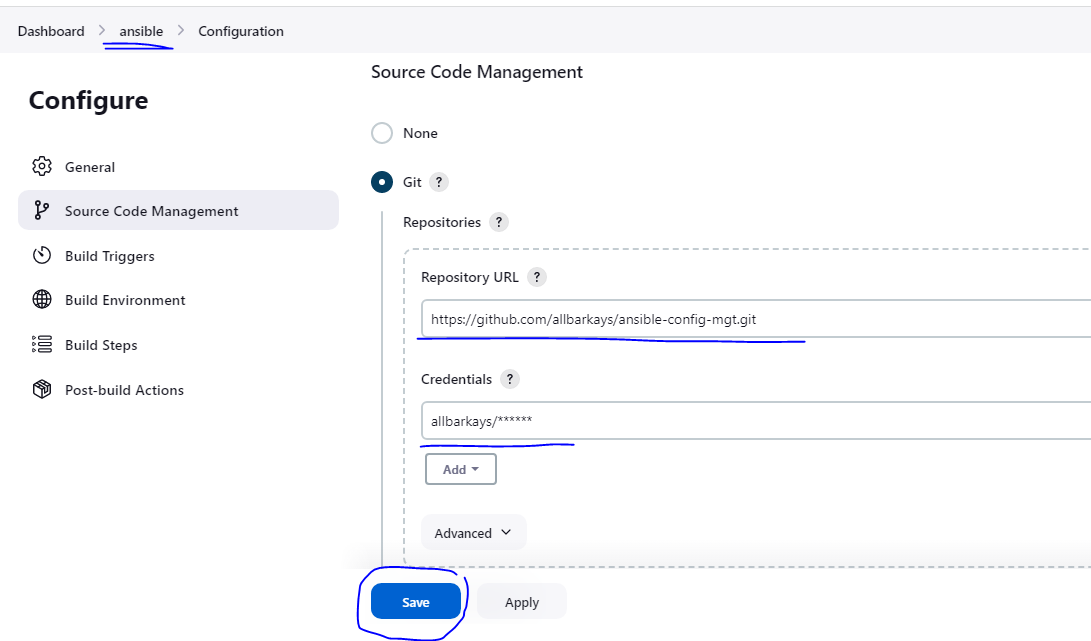 Dashboard > ansible > Configuration
Configure
General
Source Code Management
Build Triggers
Build Environment
Build Steps
Post-build Actions
Source Code Management
None
Git ?
Repositories ?
Repository URL ?
https://github.com/allbarkays/ansible-config-mgt.git
Credentials ?
allbarkays/******
Add
Advanced
Save
Apply